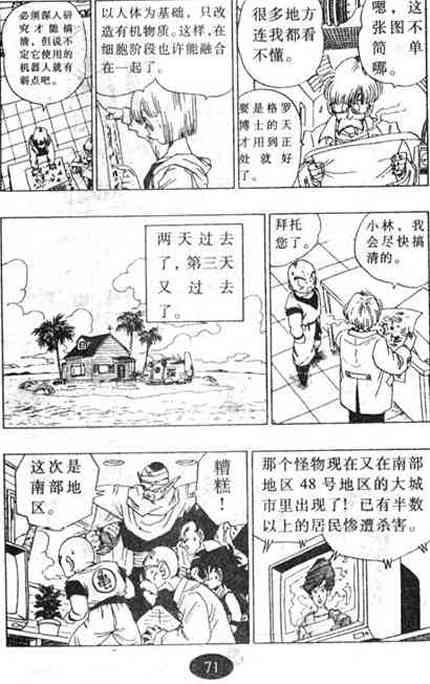 嗯，这
张图不
简单
哪。
很多地方
连我都看
不懂。
要是格罗
博士的天
才用到正
处就好
了。
以人体为基础，只改
造有机物质。这样，在
细胞阶段也许能融合
在一起了。
必须深入研
究才能搞
清，但说不
定它使用的
机器人就有
弱点吧。
小林，我
会尽快搞
清的。
拜托
您了。
两天过去
了，第三天
又过去
了。
那个怪物现在又在南部
地区48号地区的大城
市里出现了！已有半数
以上的居民惨遭杀害。
糟糕！
这次是
南部地
区。
71